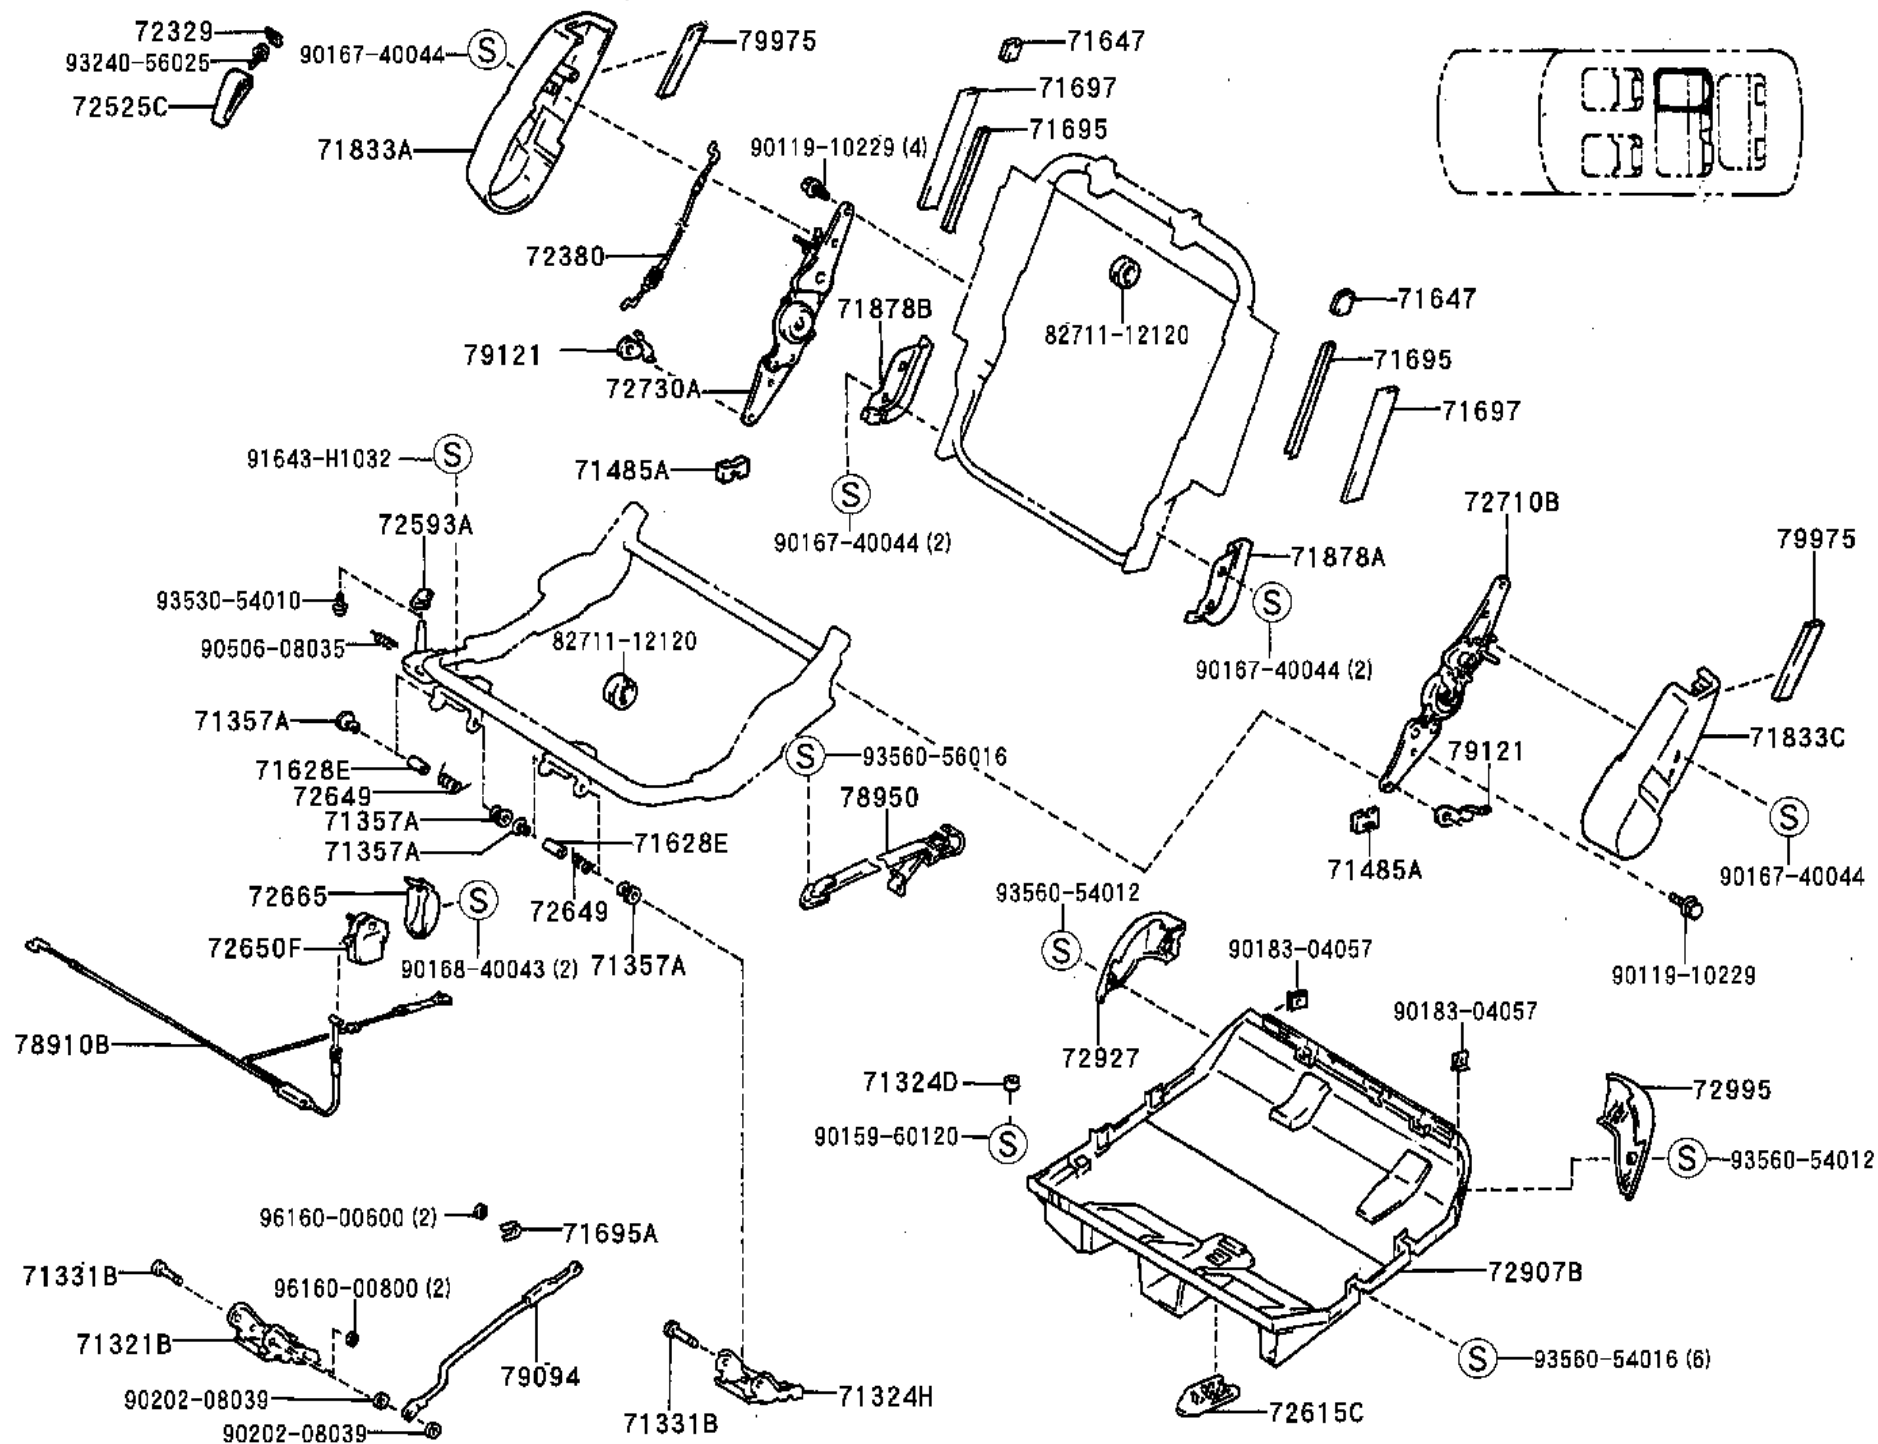 72329
93240-56025
72525C
90167-40044 S
79975
71833A
71647
71697
71695
90119-10229 (4)
72380
71878B
82711-12120
71647
71695
71697
79121
72730A
91643-H1032 S
71485A
S
90167-40044 (2)
72593A
72710B
79975
71878A
S
93530-54010
90506-08035
82711-12120
90167-40044 (2)
71357A
71628E
72649
71357A
71357A
S 93560-56016
78950
71628E
79121
71833C
S
71485A
90167-40044
72665
S
72649
93560-54012
S
72650F
90168-40043 (2)
71357A
90183-04057
90119-10229
90183-04057
78910B
72927
71324D
90159-60120 S
72995
S 93560-54012
96160-00600 (2)
71695A
71331B
96160-00800 (2)
72907B
71321B
79094
S 93560-54016 (6)
90202-08039
90202-08039
71331B
71324H
72615C